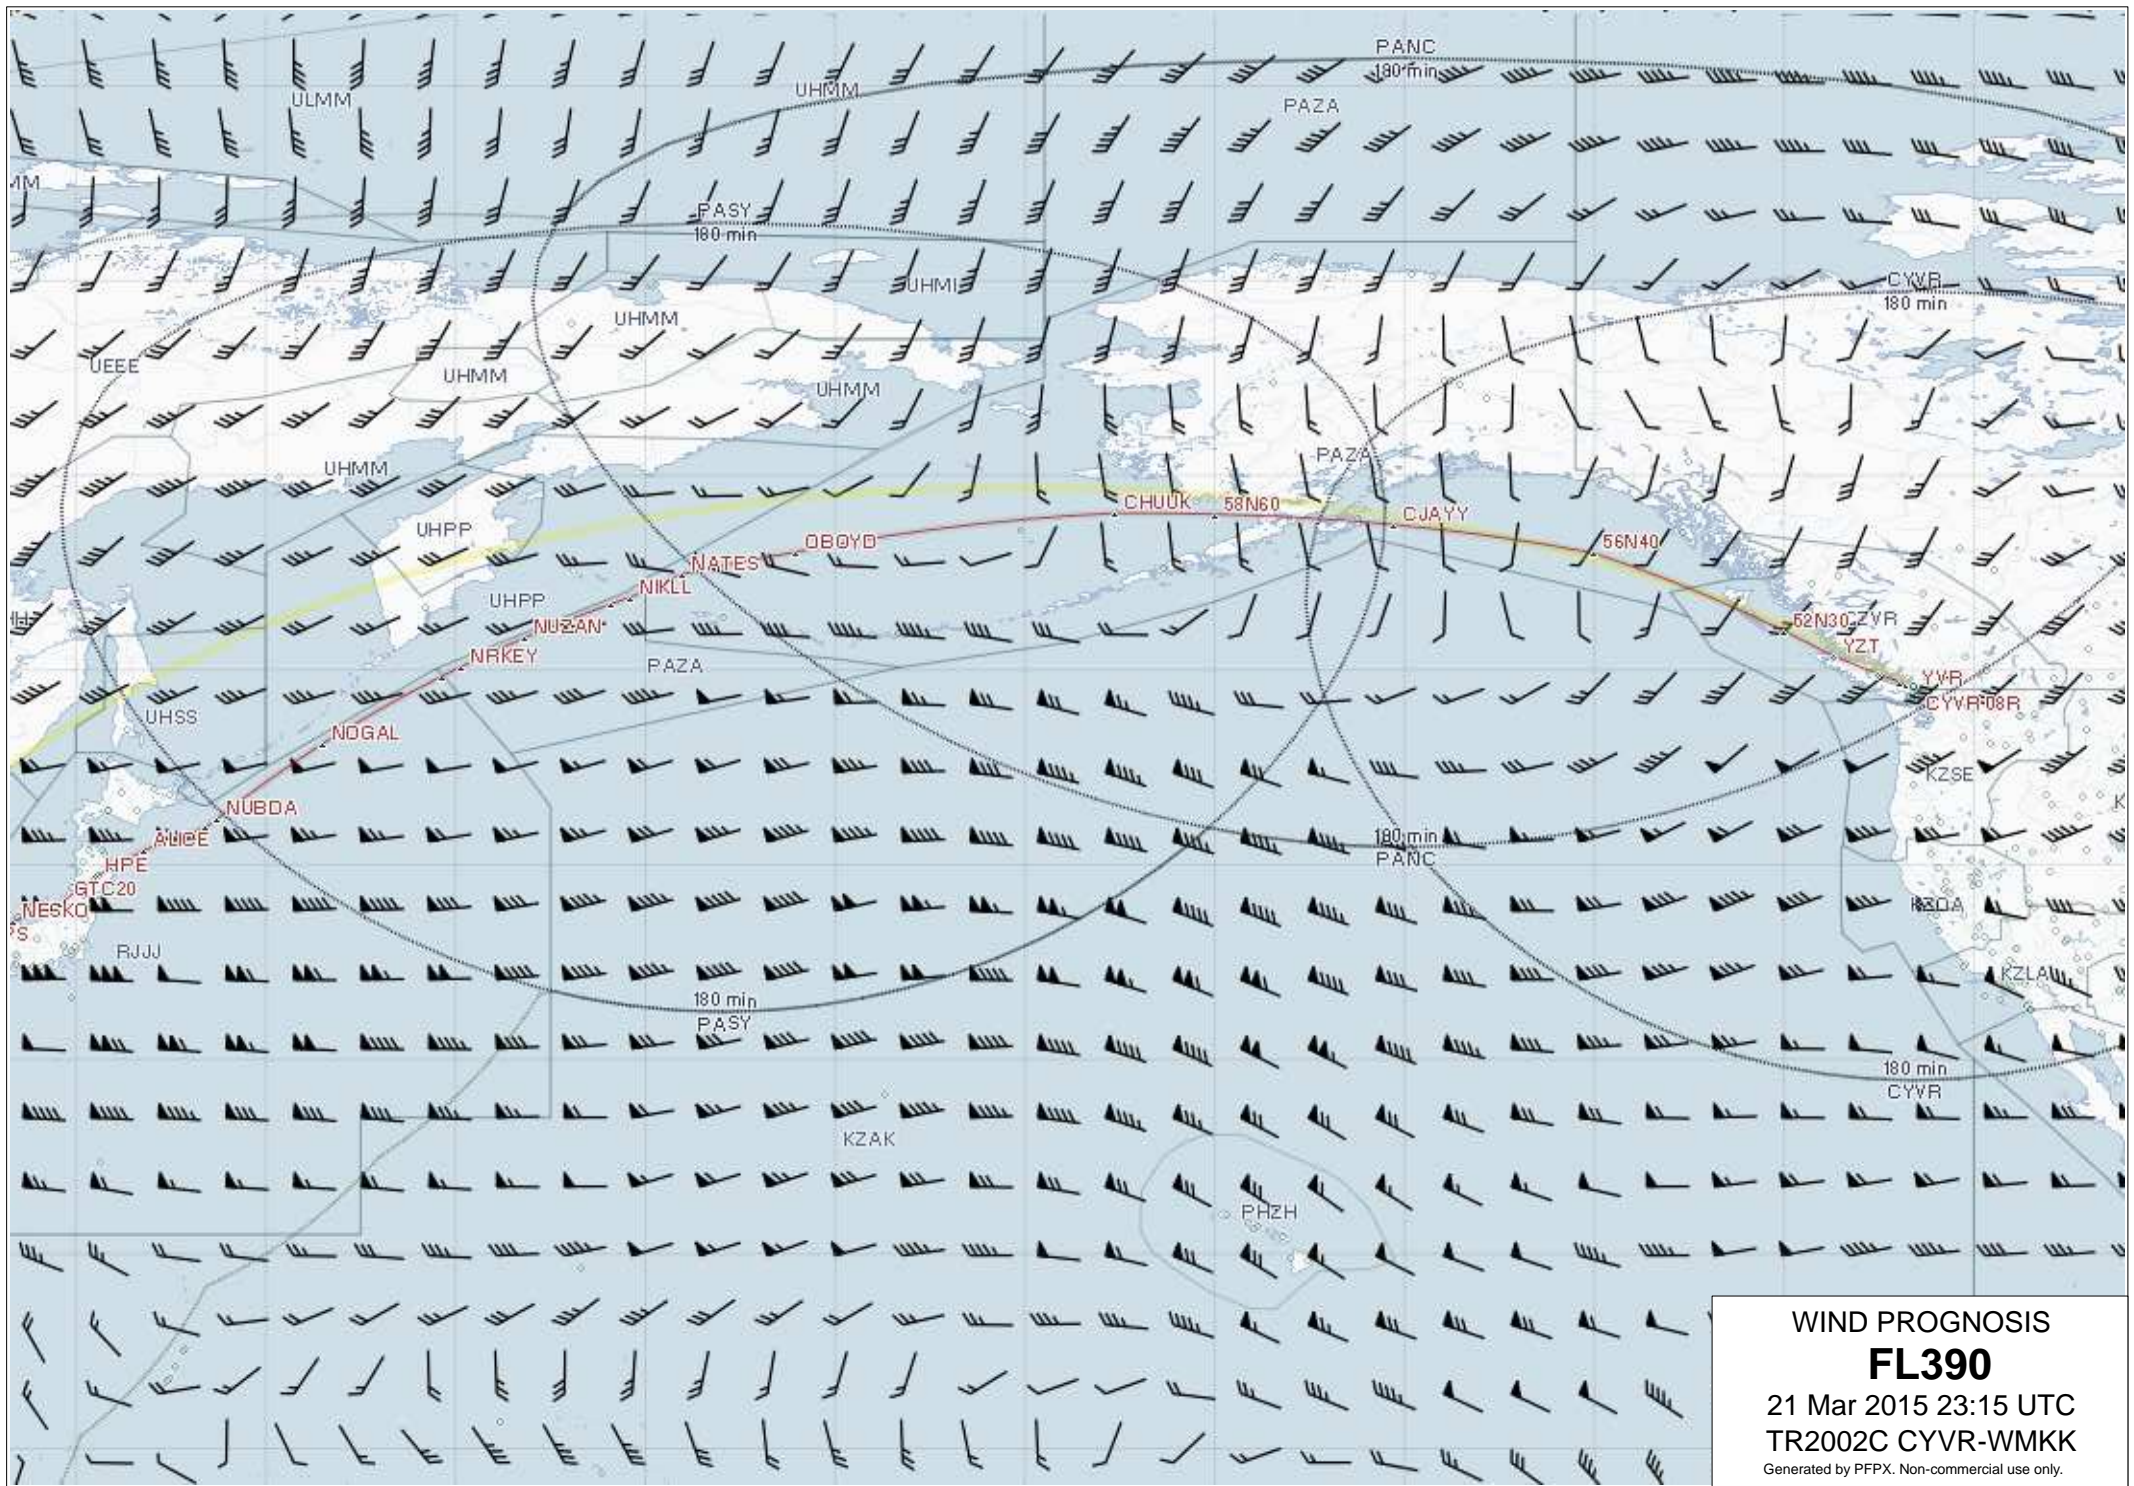 PANC
180 min
UHMM
ULMM
PAZA
MM
PASY
180 min
UHMI
CYVR
180 min
UHMM
UEEE
UHMM
UHMM
PAZA
UHMM
CHUUK
58N60
CJAYY
UHPP
OBOYD
56N40
NATES
NIKLL
UHPP
NUZAN
52N30
CZVR
YZT
NRKEY
PAZA
YVR
CYVR-08R
UHSS
NOGAL
KZSE
NUBDA
180 min
PANC
ALICE
HPE
GTC20
NESKO
KZOA
PS
RJJJ
KZLA
180 min
PASY
180 min
CYVR
KZAK
PHZH
WIND PROGNOSIS
FL390
21 Mar 2015 23:15 UTC
TR2002C CYVR-WMKK
Generated by PFPX. Non-commercial use only.